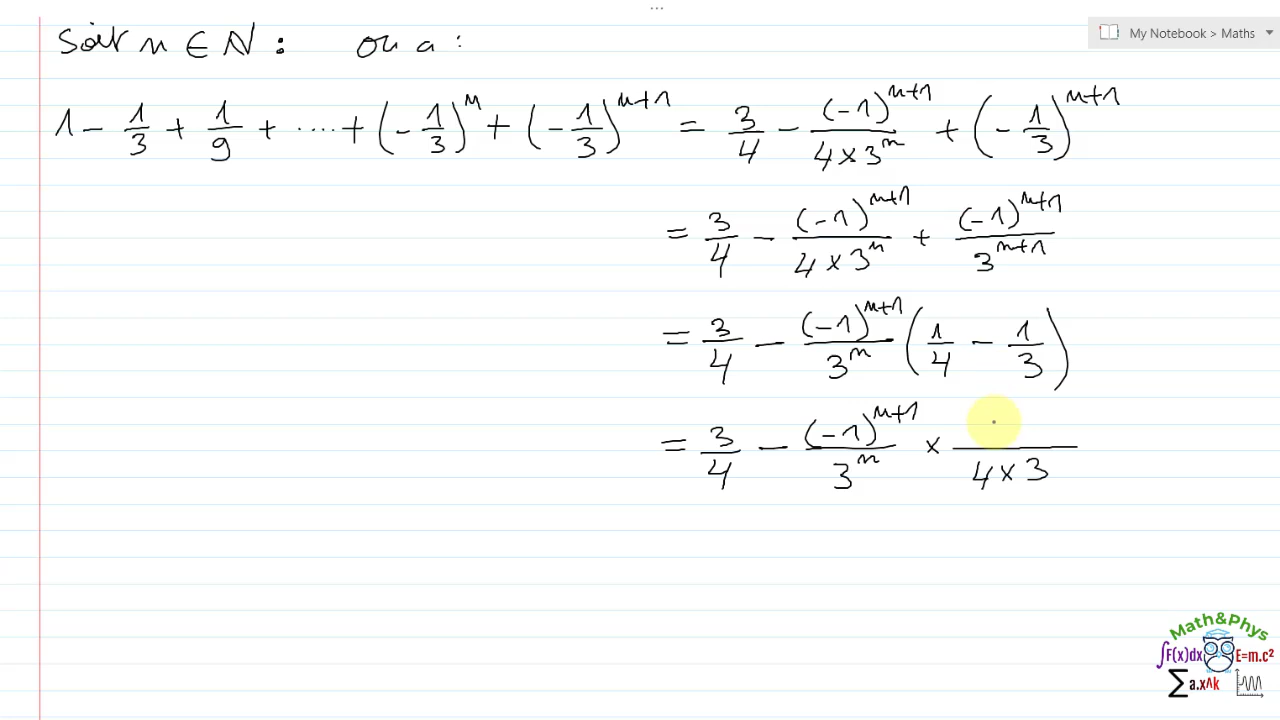 ...
My Notebook > Maths
Soit n ∈ ℕ : on a :
1 - 1/3 + 1/9 + ..... + (-1/3)^n + (-1/3)^(n+1) = 3/4 - (-1)^(n+1)/(4×3^n) + (-1/3)^(n+1)
= 3/4 - (-1)^(n+1)/(4×3^n) + (-1)^(n+1)/3^(n+1)
= 3/4 - (-1)^(n+1)/3^n (1/4 - 1/3)
= 3/4 - (-1)^(n+1)/3^n × /(4×3)
Math&Phys
∫F(x)dx E=m.c²
∑ a.x^k